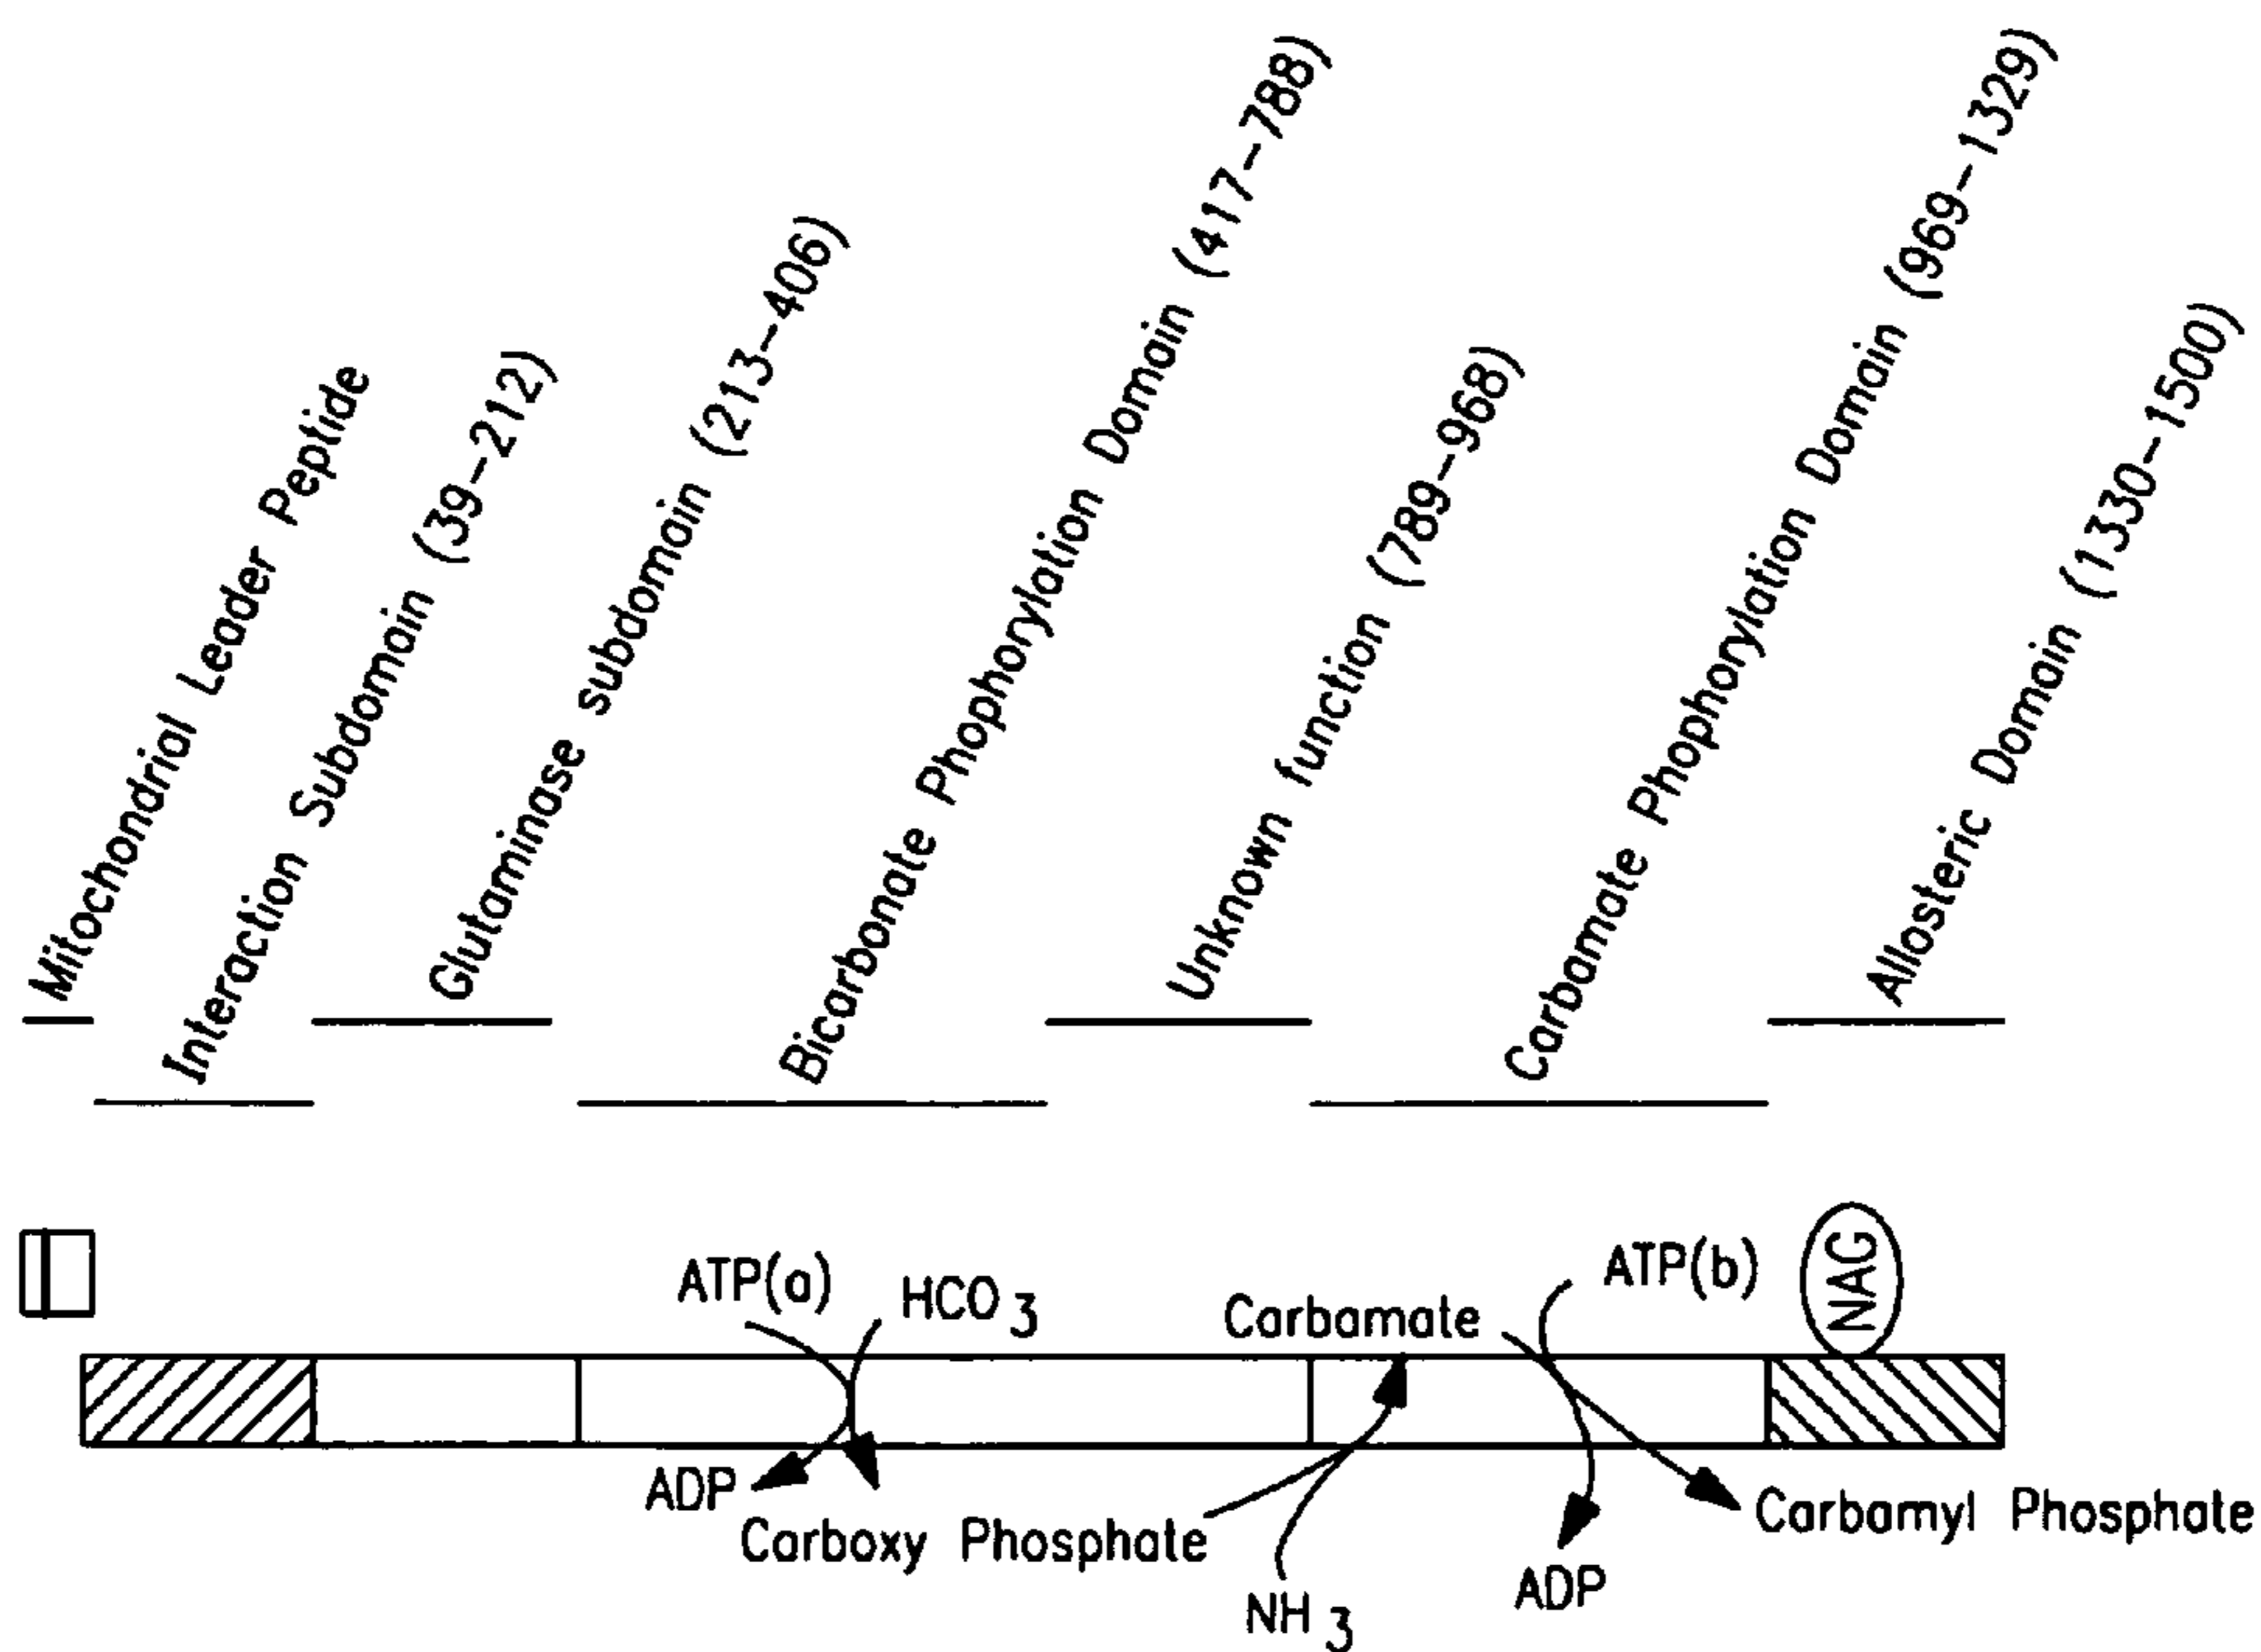 Mitochondrial Leader Peptide
Interaction Subdomain (39-212)
Glutaminase subdomain (213-406)
Bicarbonate Phophorylation Domain (417-788)
Unknown function (789-968)
Carbamate Phophorylation Domain (969-1329)
Allosteric Domain (1330-1500)
ATP(a)
HCO 3
Carbamate
ATP(b)
NAG
ADP
Carboxy Phosphate
NH 3
ADP
Carbamyl Phosphate